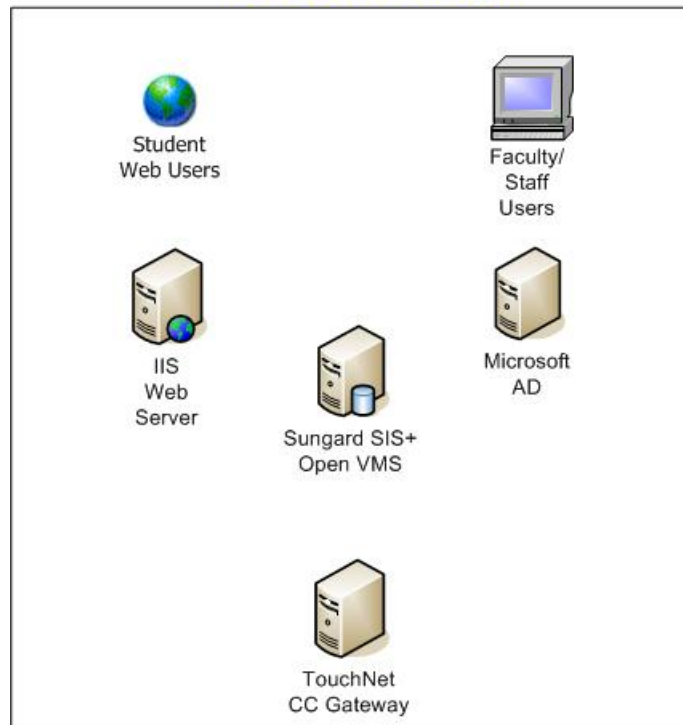 Student
Web Users
Faculty/
Staff
Users
IIS
Web
Server
Microsoft
AD
Sungard SIS+
Open VMS
TouchNet
CC Gateway